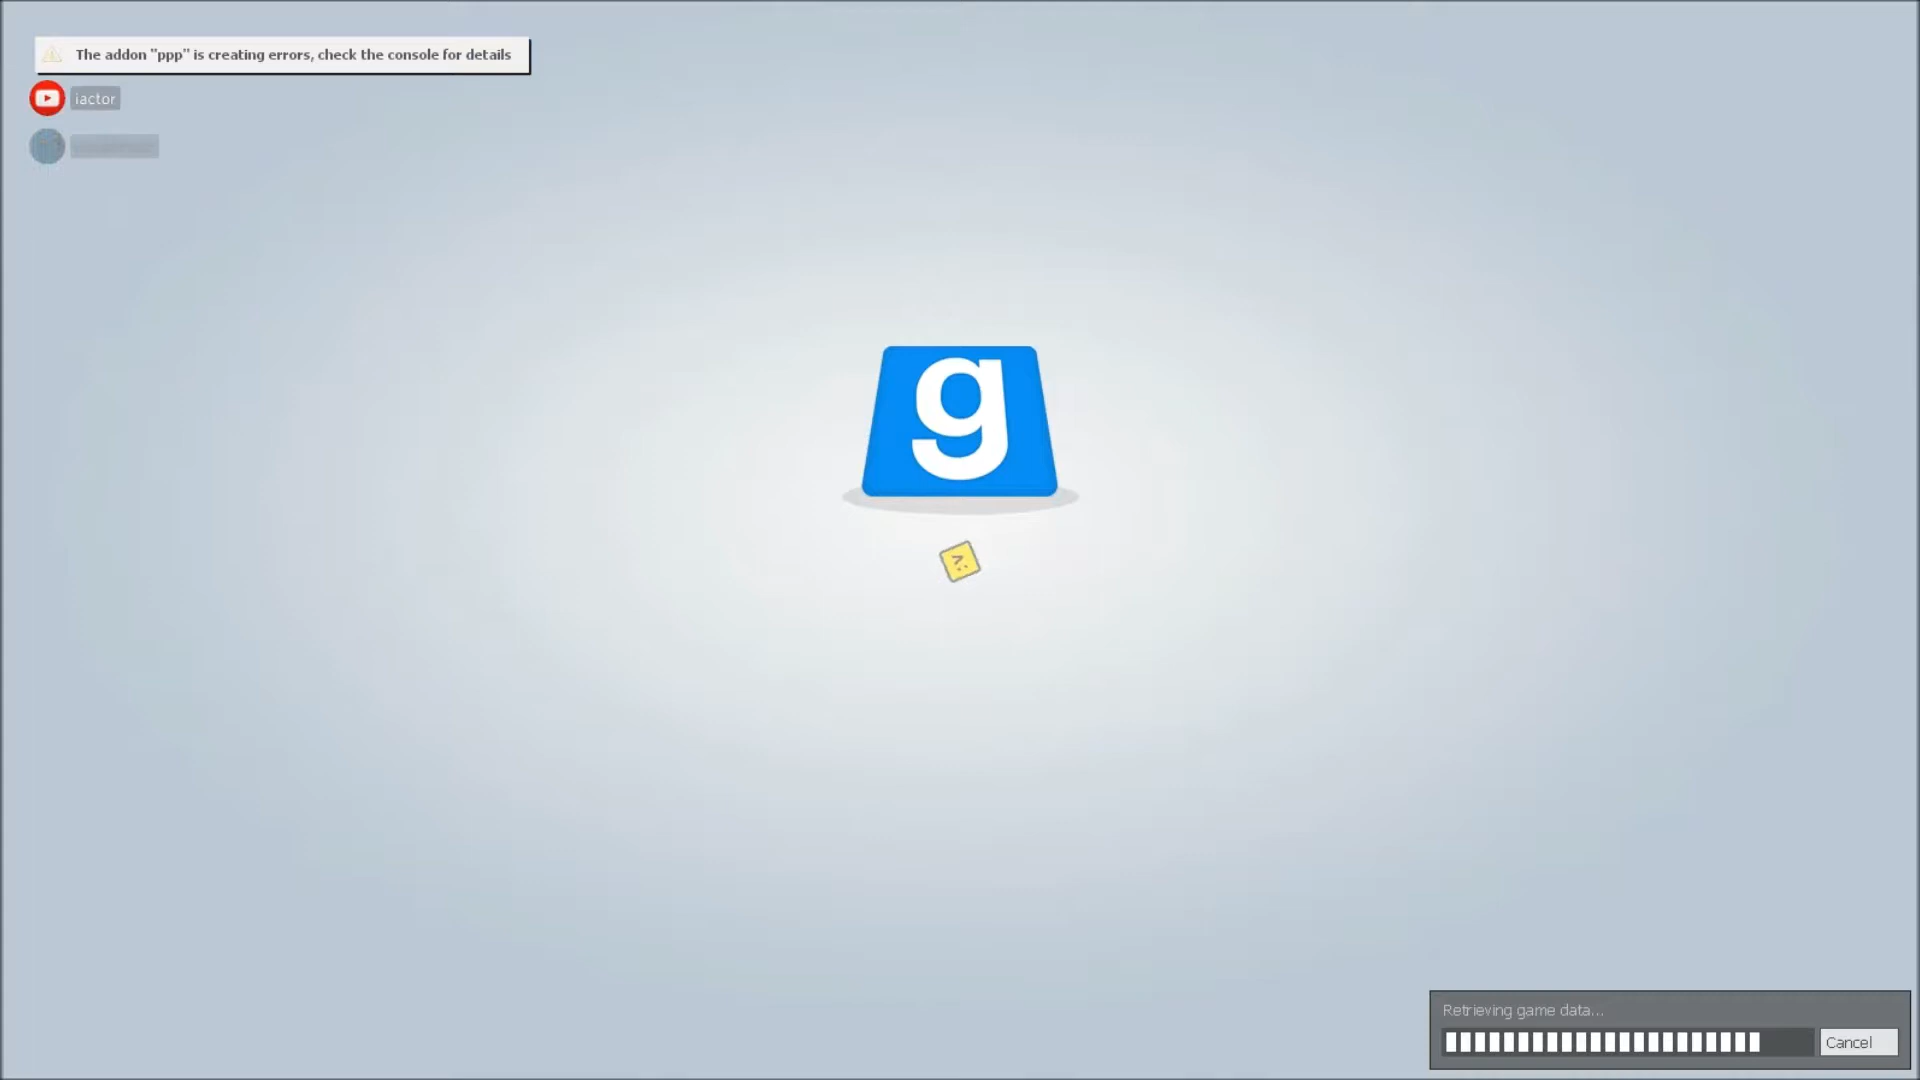 The addon "ppp" is creating errors, check the console for details
iactor
g
Retrieving game data...
Cancel